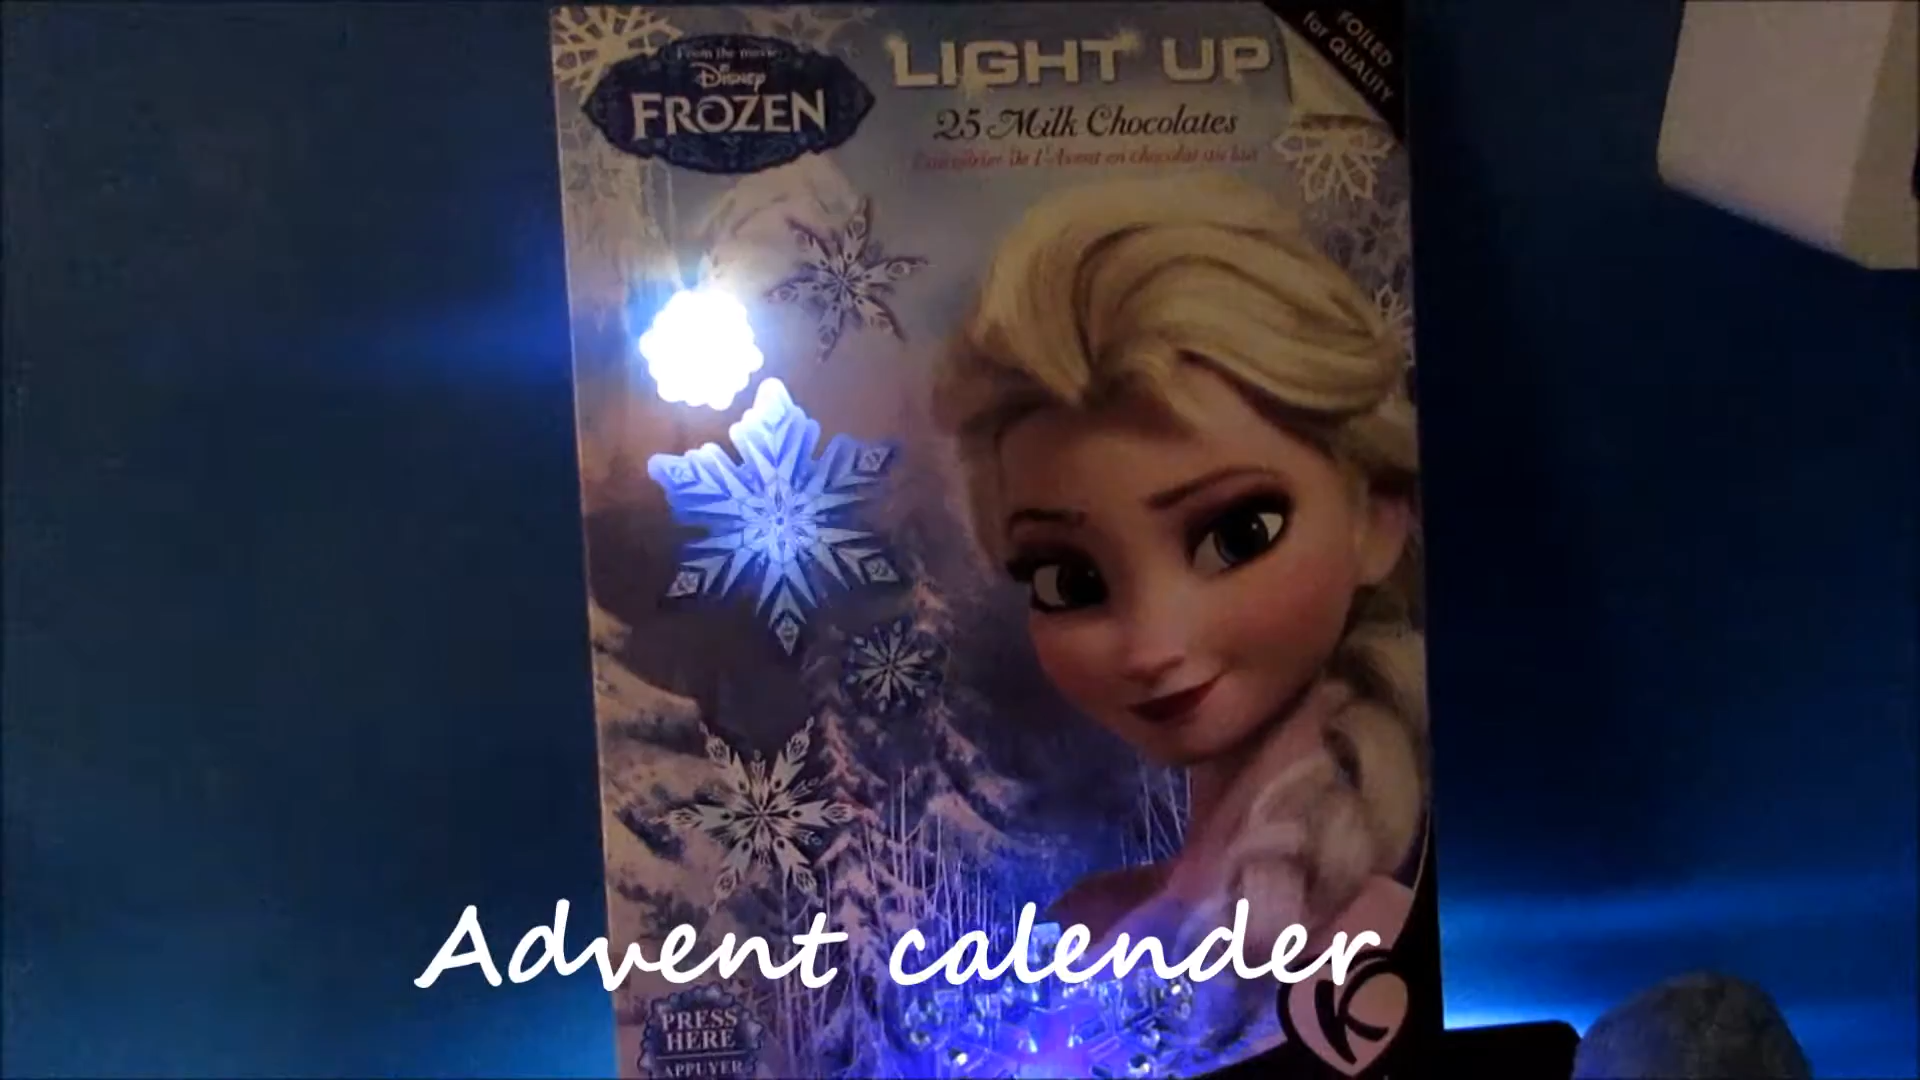 From the movie
Disney
FROZEN
LIGHT UP
25 Milk Chocolates
FOILED
for QUALITY
Advent calender
PRESS
HERE
APPUYER
K